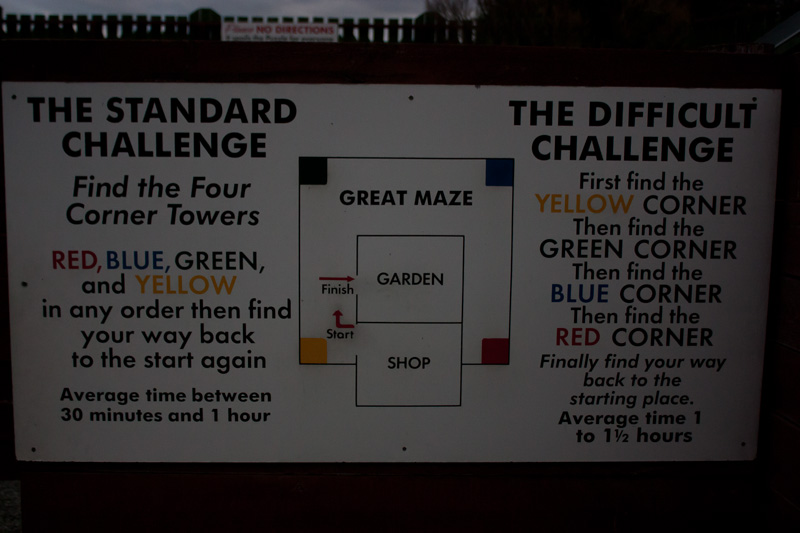 NO DIRECTIONS
THE STANDARD
CHALLENGE
Find the Four
Corner Towers
RED, BLUE, GREEN,
and YELLOW
in any order then find
your way back
to the start again
Average time between
30 minutes and 1 hour
GREAT MAZE
GARDEN
Finish
Start
SHOP
THE DIFFICULT
CHALLENGE
First find the
YELLOW CORNER
Then find the
GREEN CORNER
Then find the
BLUE CORNER
Then find the
RED CORNER
Finally find your way
back to the
starting place.
Average time 1
to 1½ hours